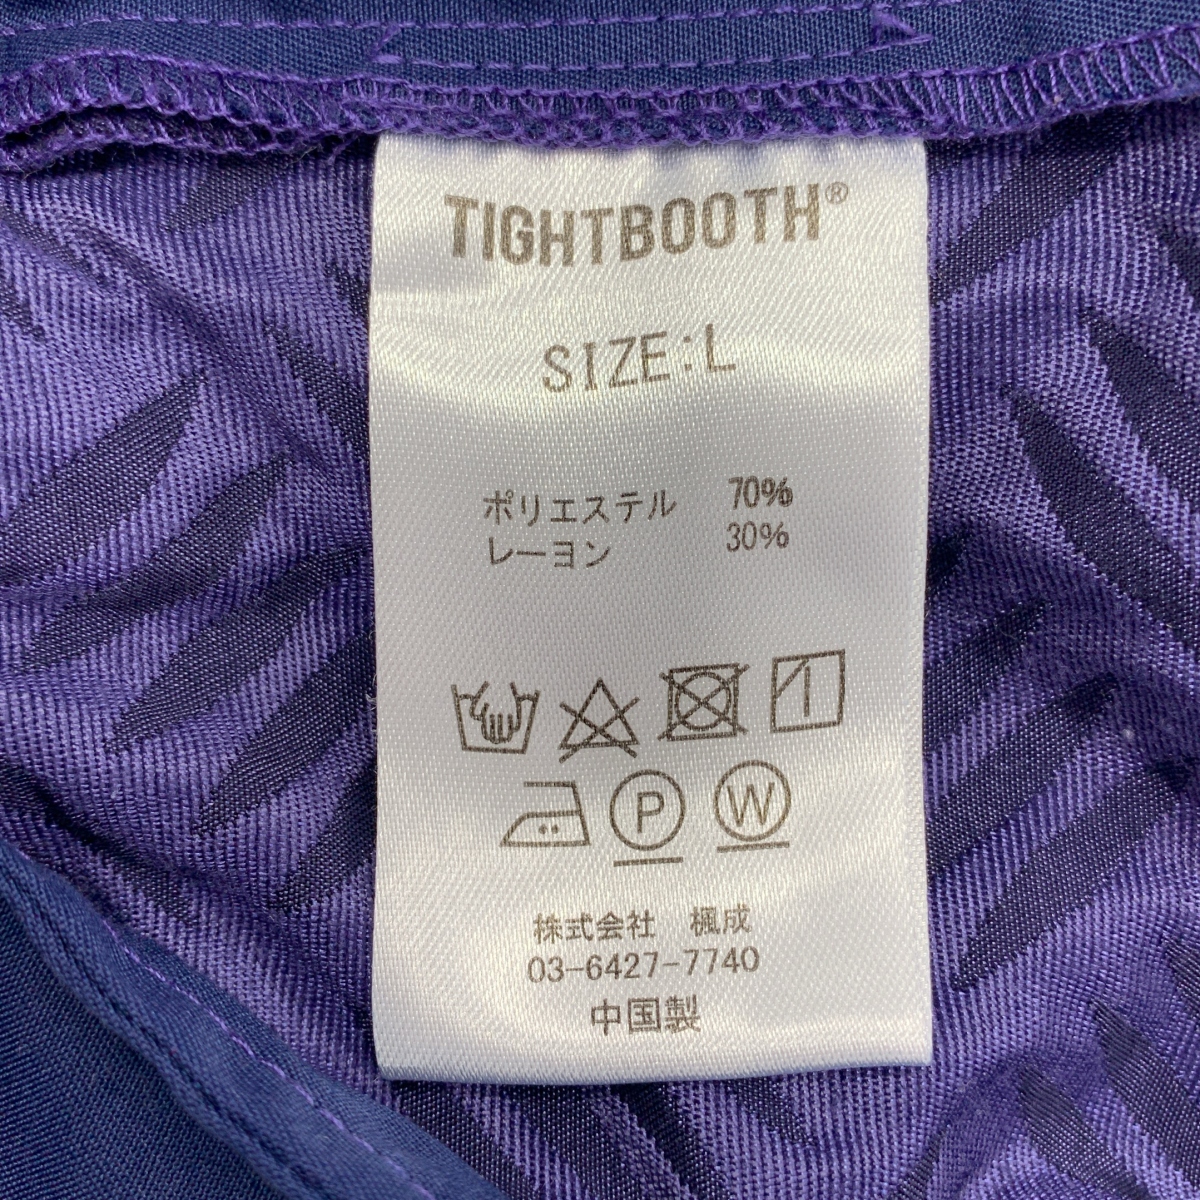 TIGHTBOOTH®
SIZE:L
ポリエステル 70%
レーヨン 30%
P W
株式会社 楓成
03-6427-7740
中国製